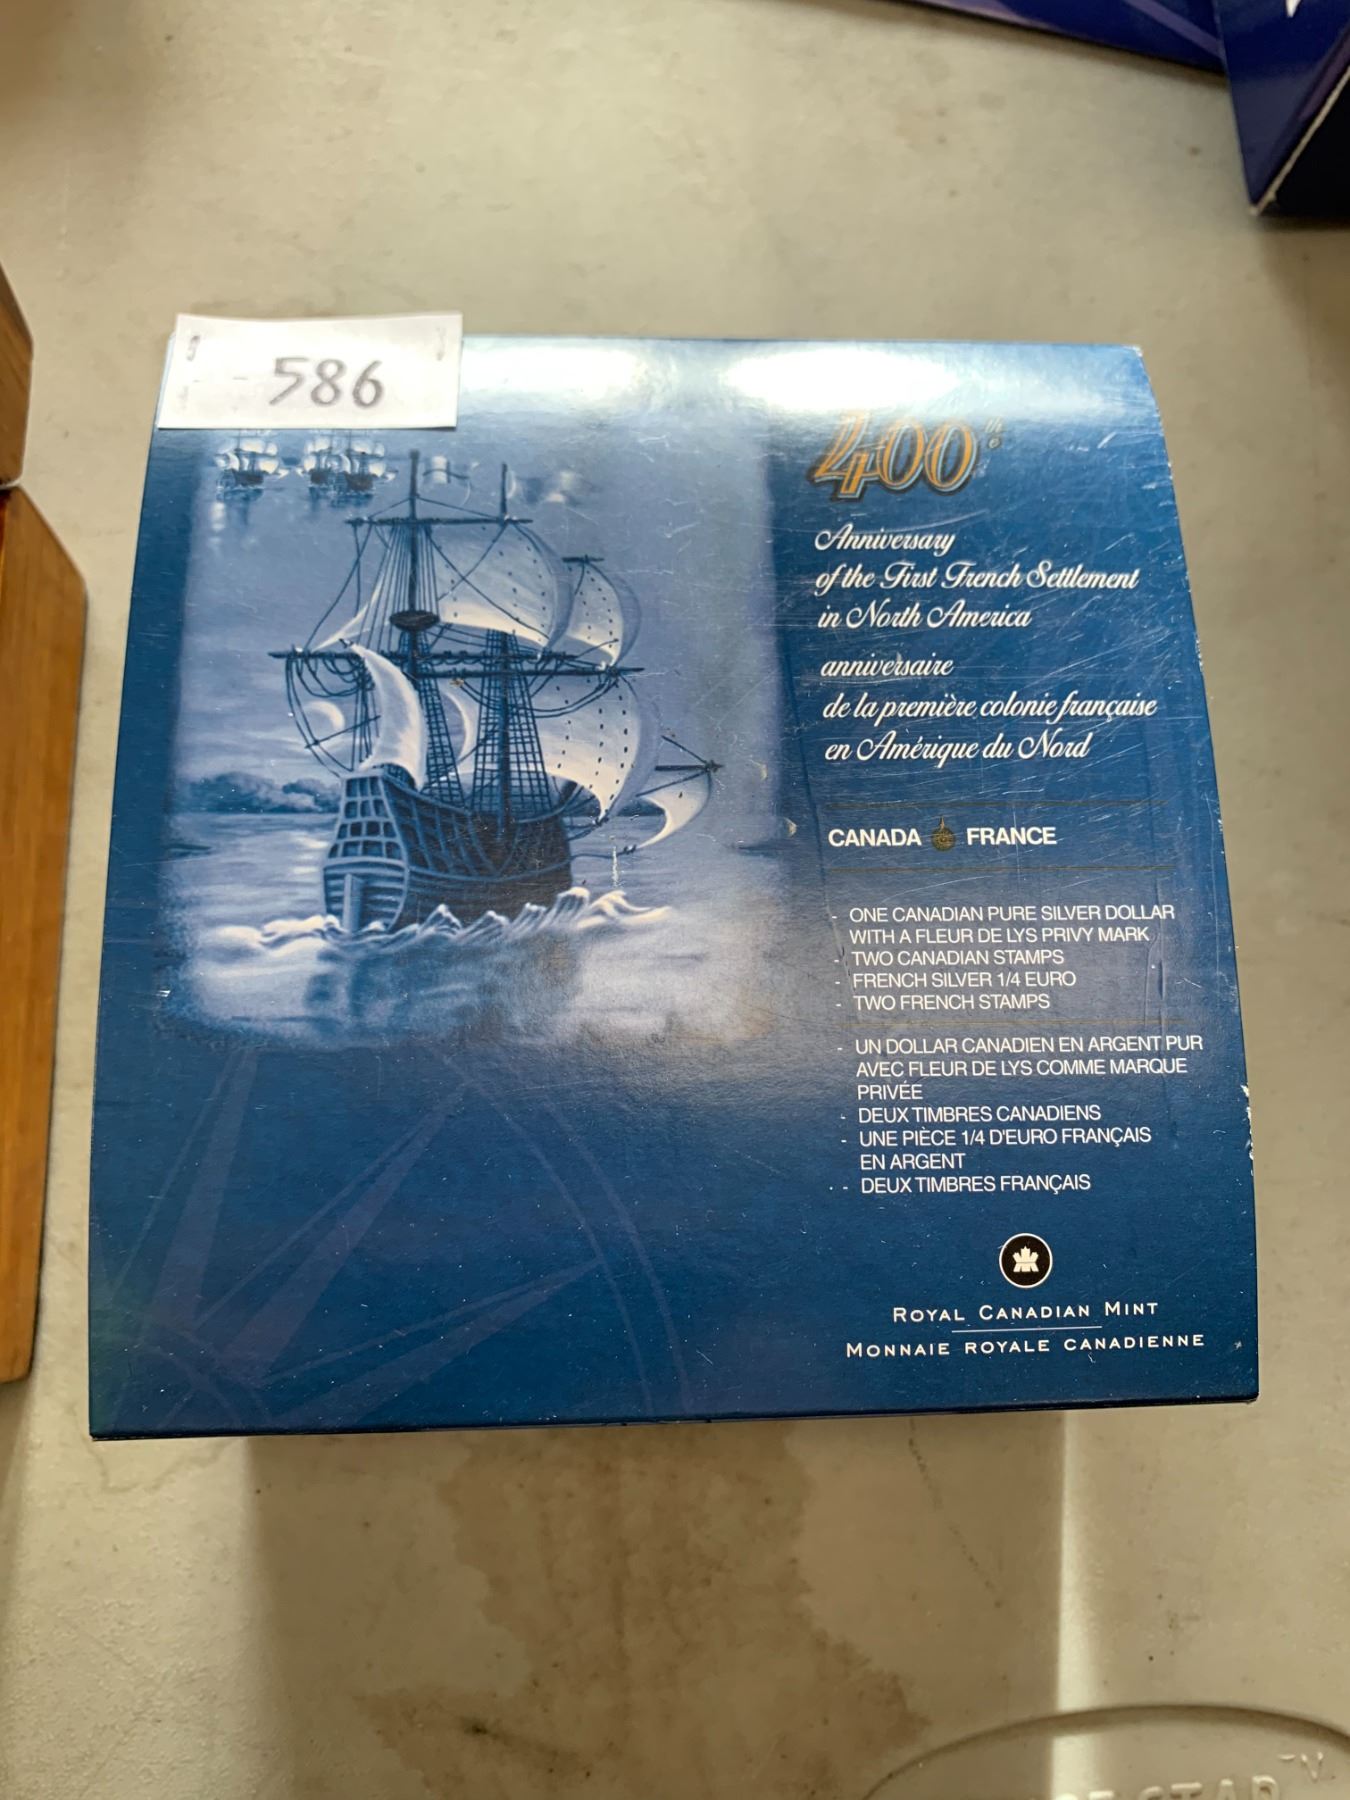 586
400
Anniversary
of the First French Settlement
in North America
anniversaire
de la première colonie française
en Amérique du Nord
CANADA FRANCE
- ONE CANADIAN PURE SILVER DOLLAR
WITH A FLEUR DE LYS PRIVY MARK
- TWO CANADIAN STAMPS
- FRENCH SILVER 1/4 EURO
- TWO FRENCH STAMPS
- UN DOLLAR CANADIEN EN ARGENT PUR
AVEC FLEUR DE LYS COMME MARQUE
PRIVÉE
- DEUX TIMBRES CANADIENS
- UNE PIÈCE 1/4 D'EURO FRANÇAIS
EN ARGENT
- DEUX TIMBRES FRANÇAIS
ROYAL CANADIAN MINT
MONNAIE ROYALE CANADIENNE